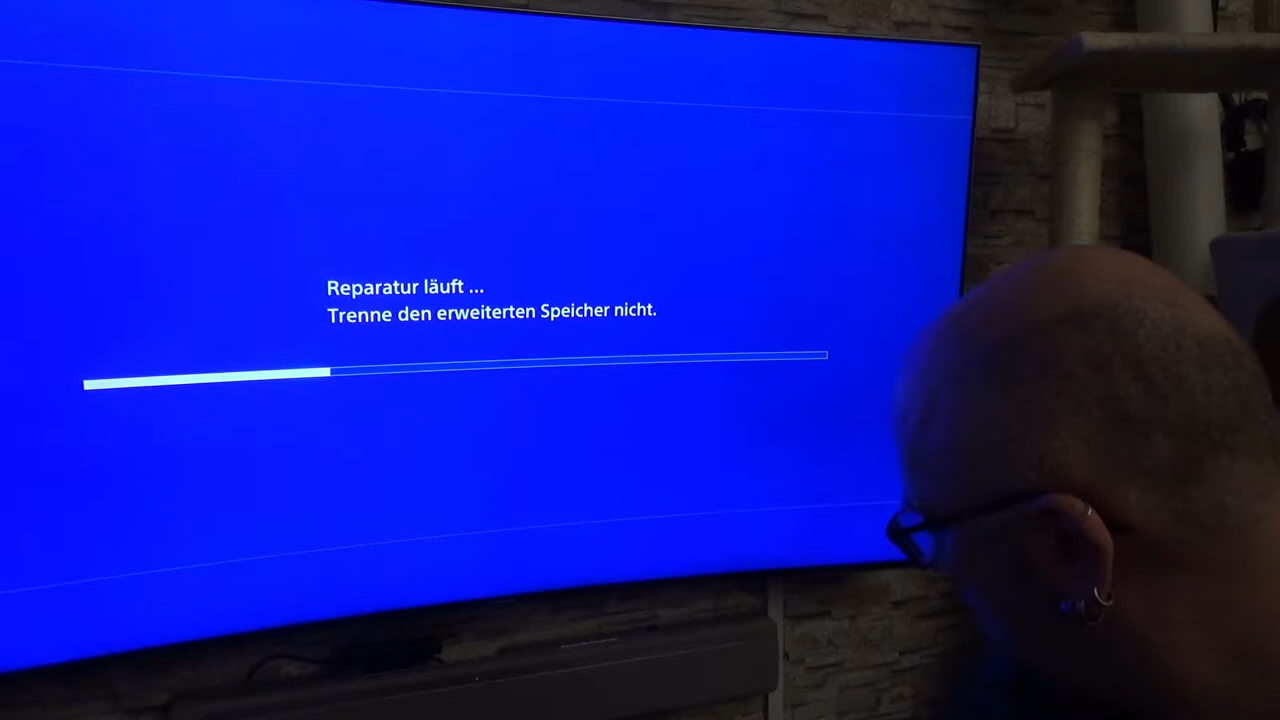 Reparatur läuft ...
Trenne den erweiterten Speicher nicht.